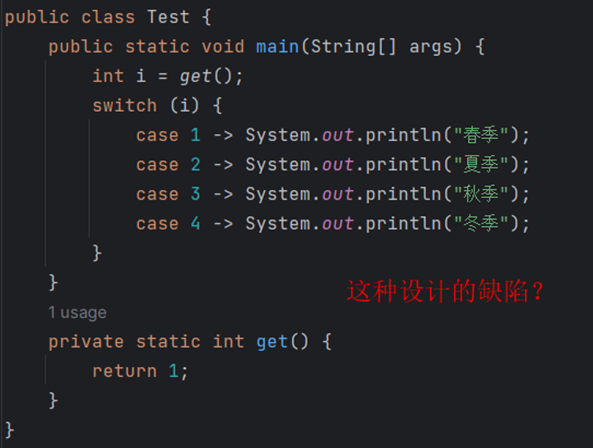 public class Test {
public static void main(String[] args) {
int i = get();
switch (i) {
case 1 -> System.out.println("春季");
case 2 -> System.out.println("夏季");
case 3 -> System.out.println("秋季");
case 4 -> System.out.println("冬季");
}
}
这种设计的缺陷？
1 usage
private static int get() {
return 1;
}
}